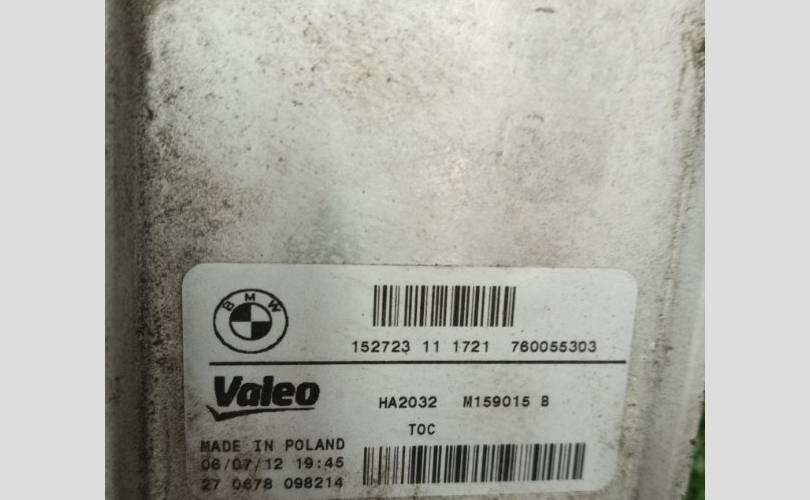 BMW
152723 11 1721 760055303
Valeo
HA2032 M159015 B
TOC
MADE IN POLAND
06/07/12 19:45
27 0678 098214